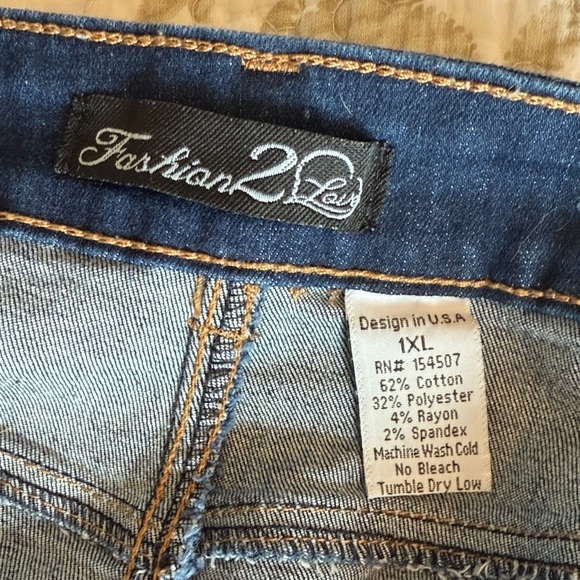 Fashion2Love
Design in U.S.A
1XL
RN# 154507
62% Cotton
32% Polyester
4% Rayon
2% Spandex
Machine Wash Cold
No Bleach
Tumble Dry Low